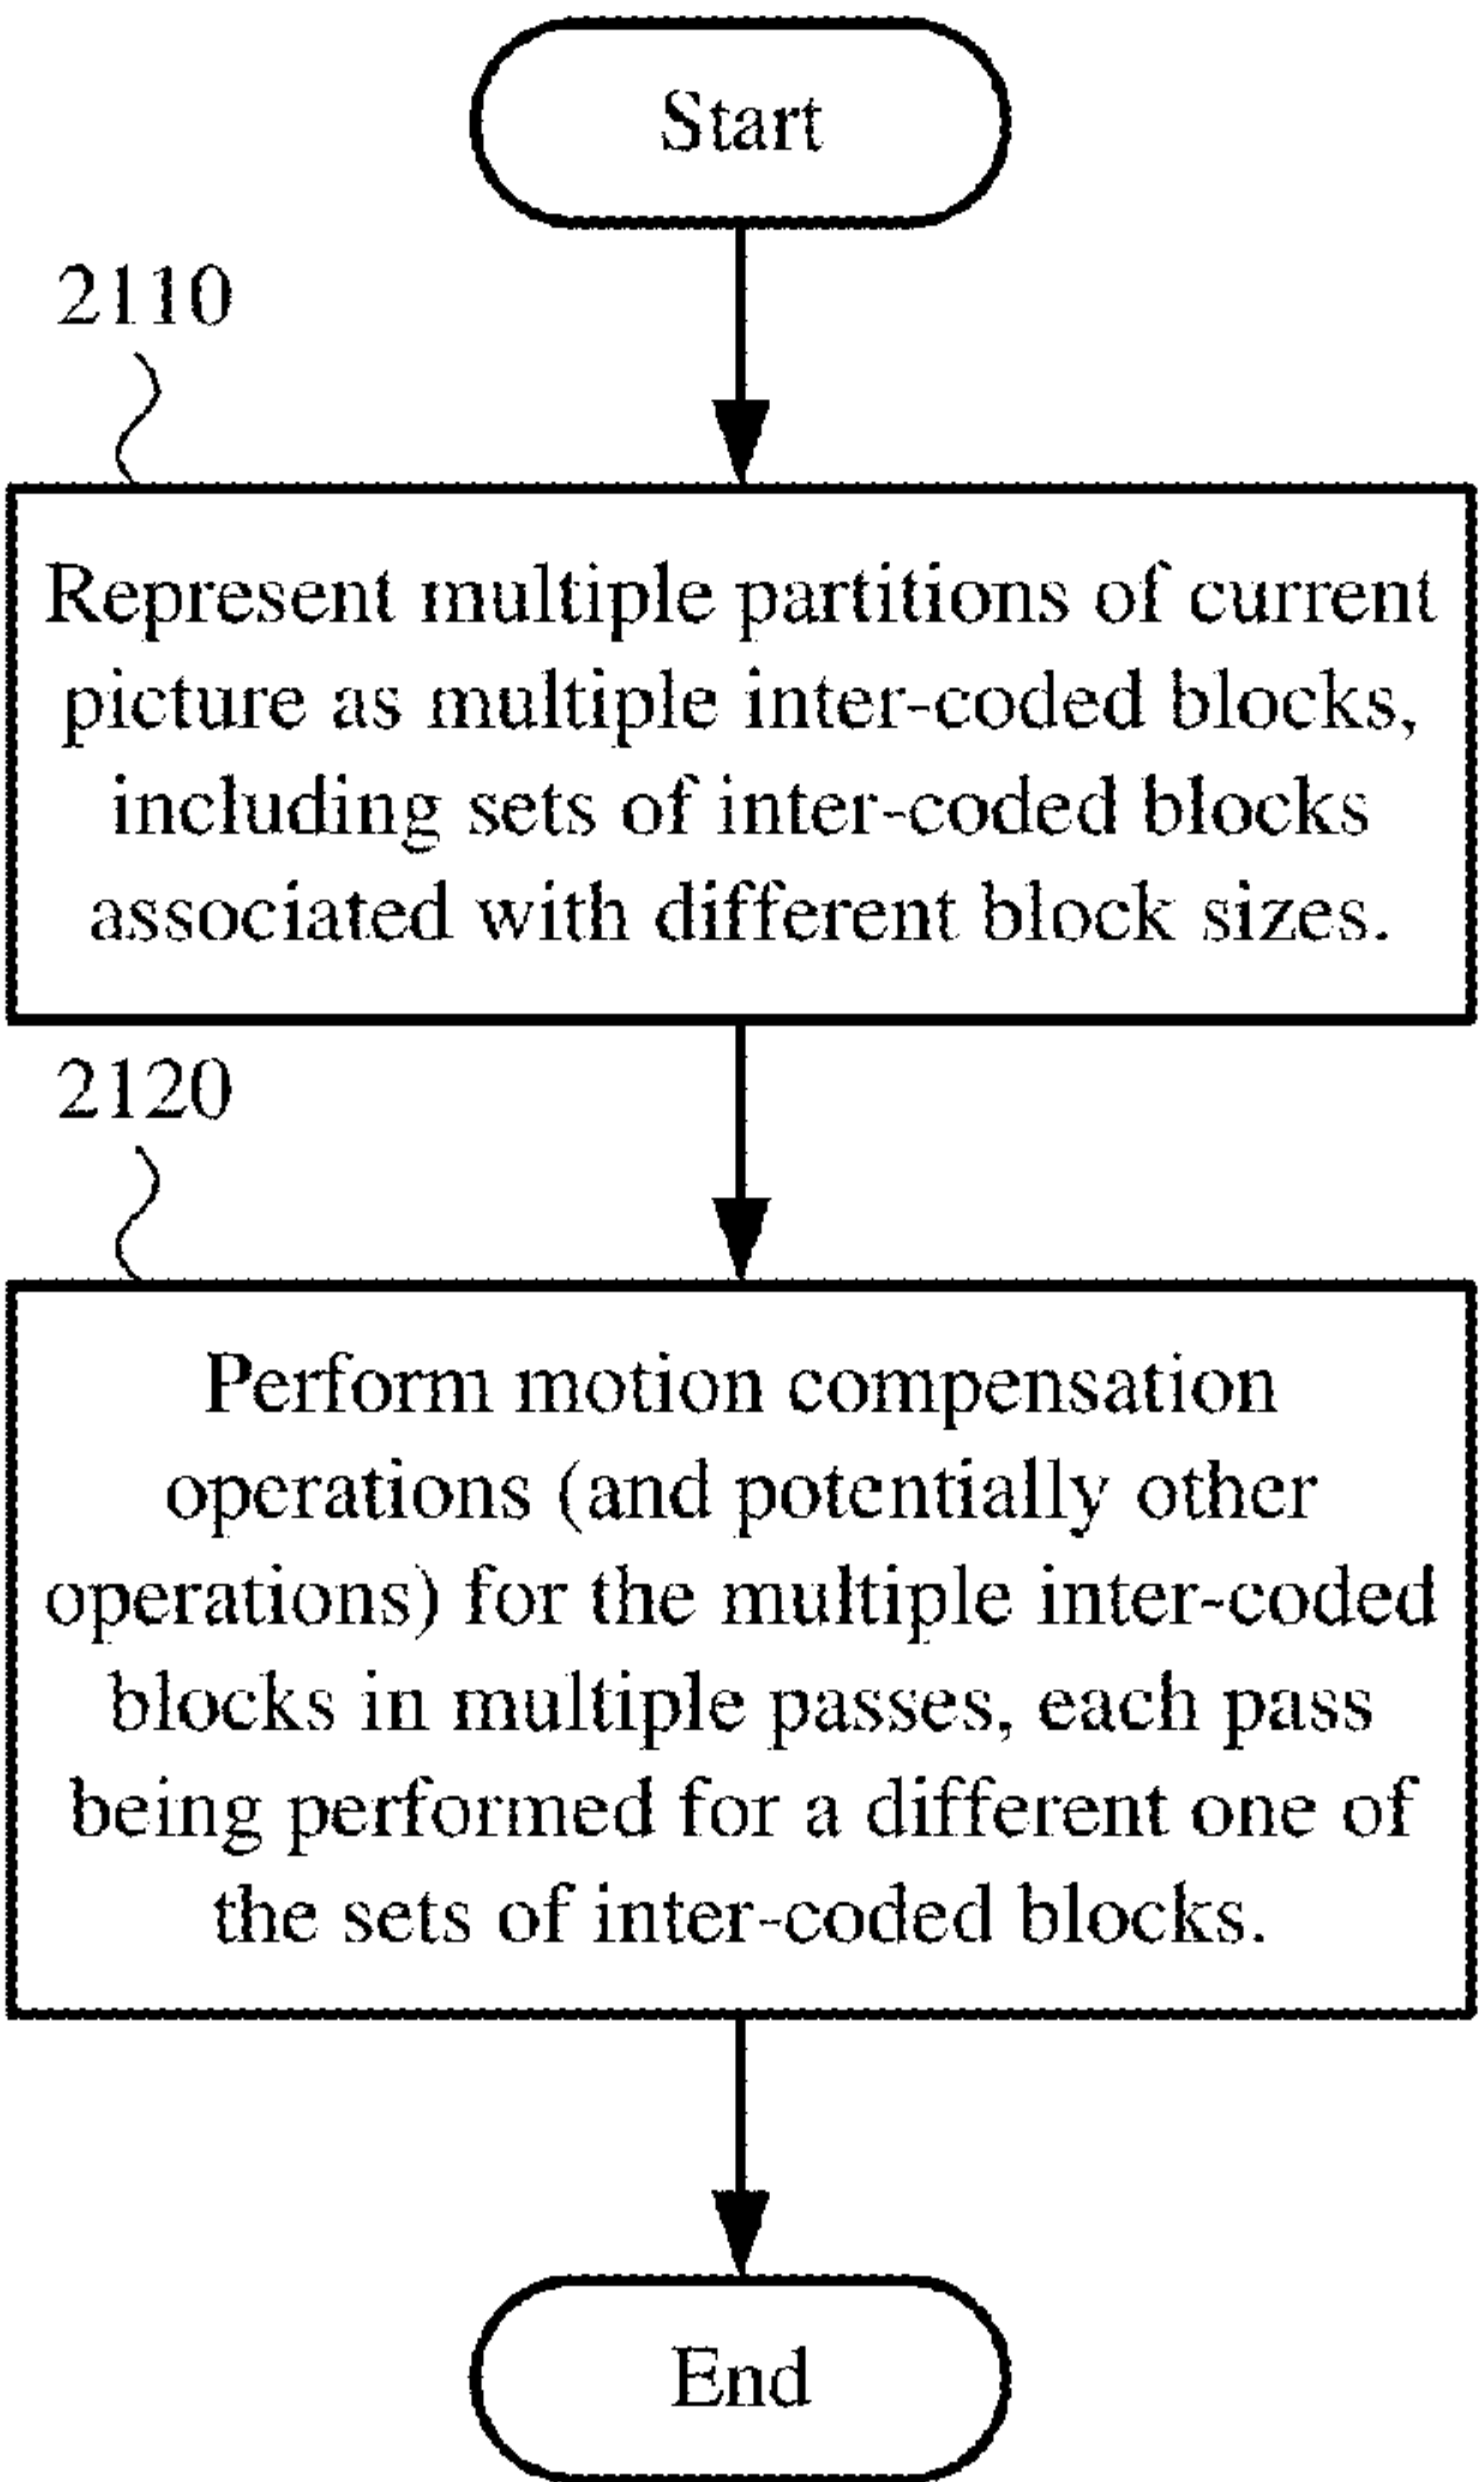 Start
2110
Represent multiple partitions of current
picture as multiple inter-coded blocks,
including sets of inter-coded blocks
associated with different block sizes.
2120
Perform motion compensation
operations (and potentially other
operations) for the multiple inter-coded
blocks in multiple passes, each pass
being performed for a different one of
the sets of inter-coded blocks.
End